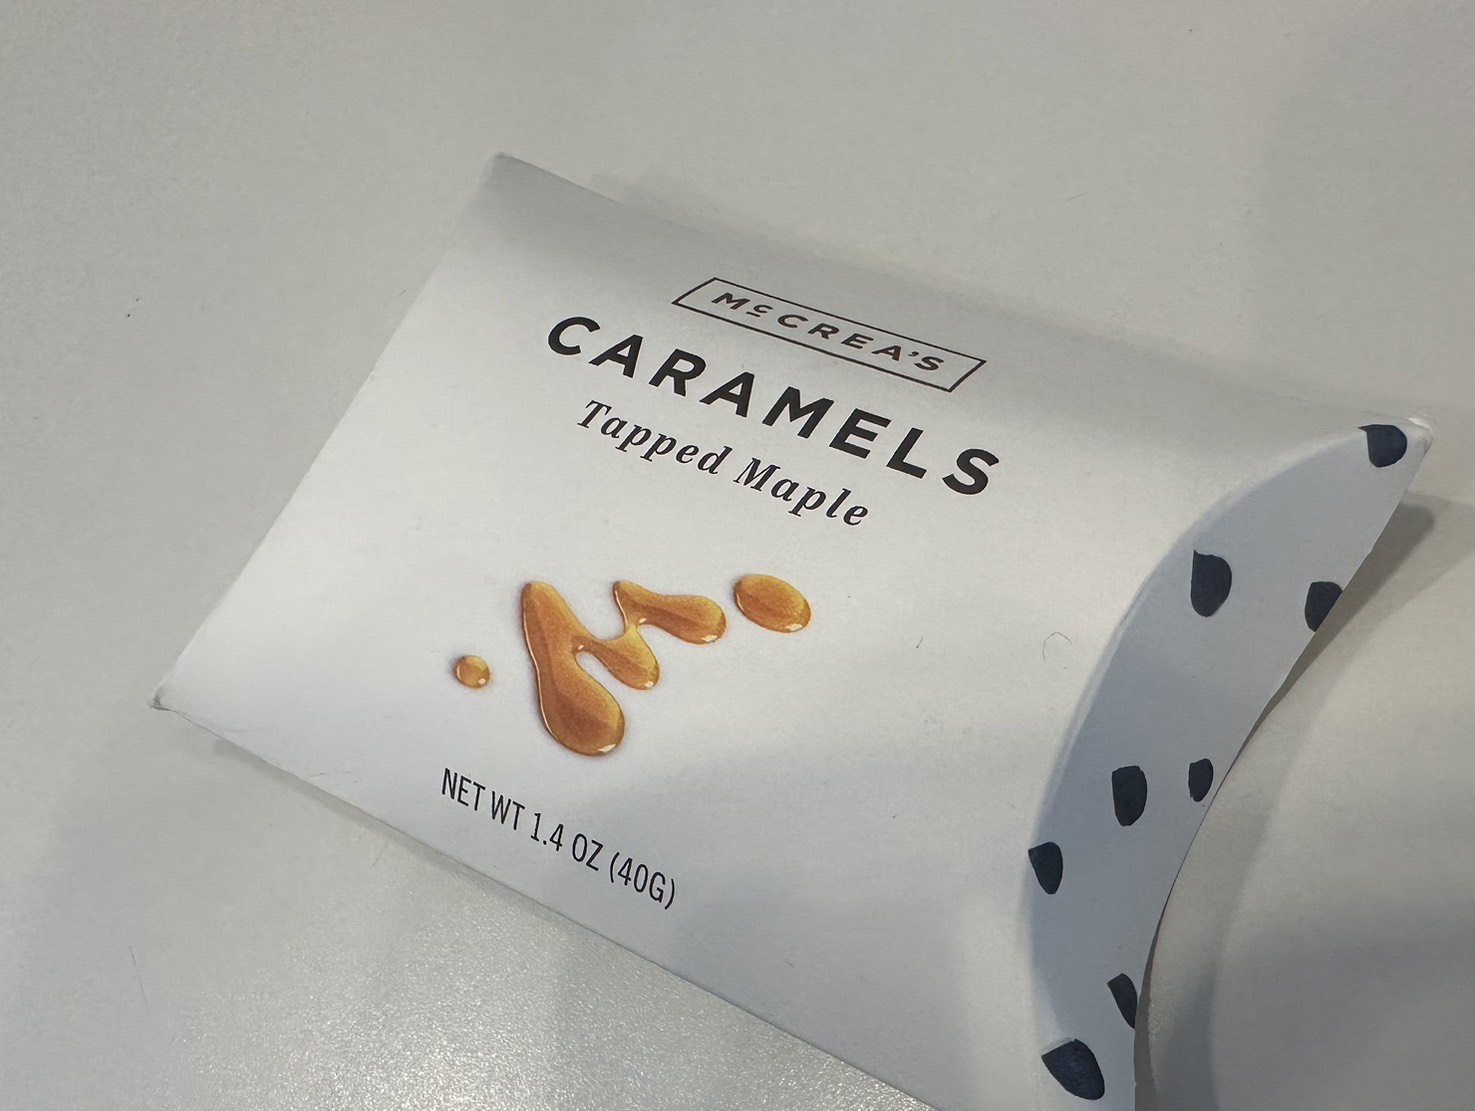 McCREA'S
CARAMELS
Tapped Maple
NET WT 1.4 OZ (40G)